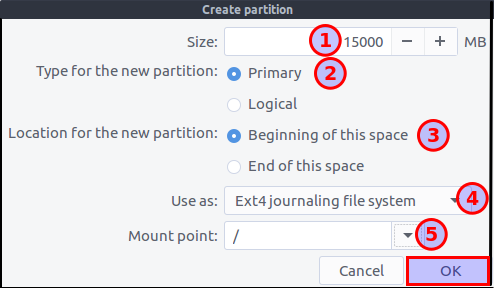 Create partition
Size: 1 15000 − + MB
Type for the new partition: Primary 2
Logical
Location for the new partition: Beginning of this space 3
End of this space
Use as: Ext4 journaling file system 4
Mount point: / 5
Cancel OK